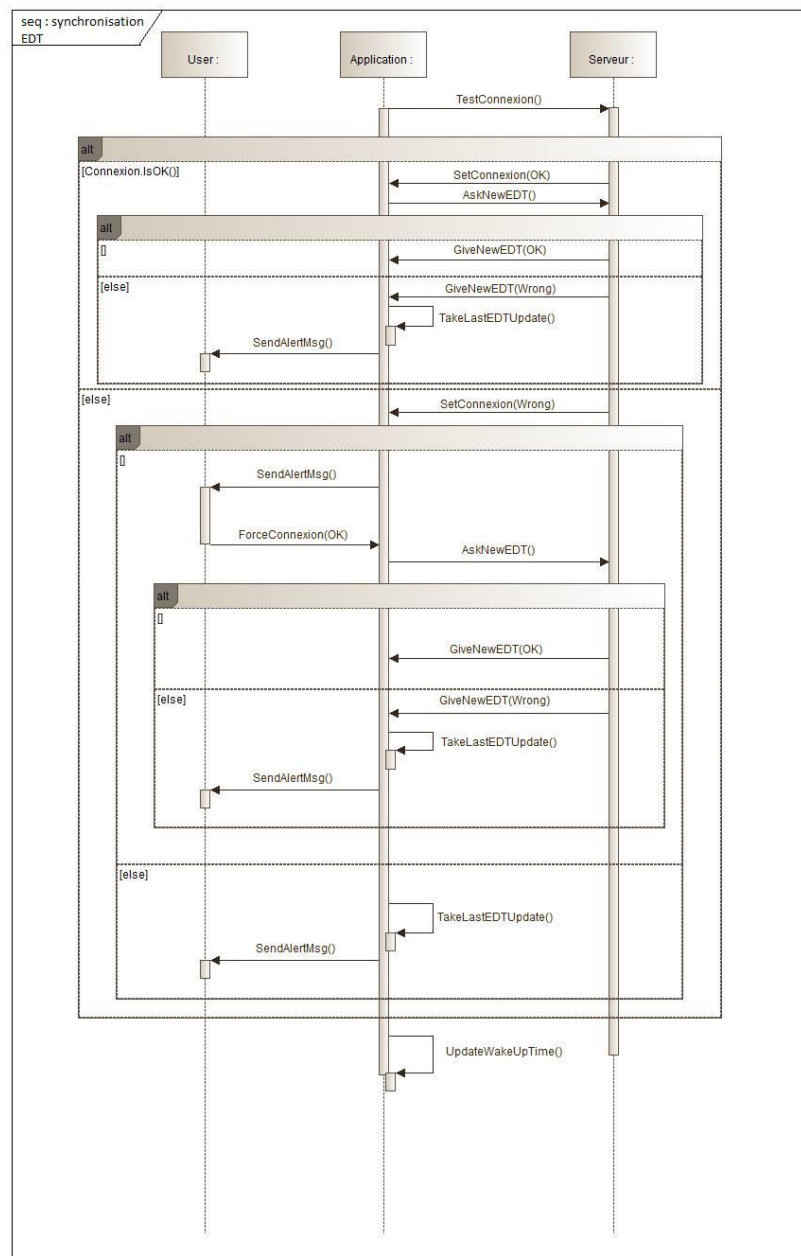 seq : synchronisation
EDT
User :
Application :
Serveur :
TestConnexion()
alt
[Connexion.IsOK()]
SetConnexion(OK)
AskNewEDT()
alt
[]
GiveNewEDT(OK)
[else]
GiveNewEDT(Wrong)
TakeLastEDTUpdate()
SendAlertMsg()
[else]
SetConnexion(Wrong)
alt
[]
SendAlertMsg()
ForceConnexion(OK)
AskNewEDT()
alt
[]
GiveNewEDT(OK)
[else]
GiveNewEDT(Wrong)
TakeLastEDTUpdate()
SendAlertMsg()
[else]
TakeLastEDTUpdate()
SendAlertMsg()
UpdateWakeUpTime()